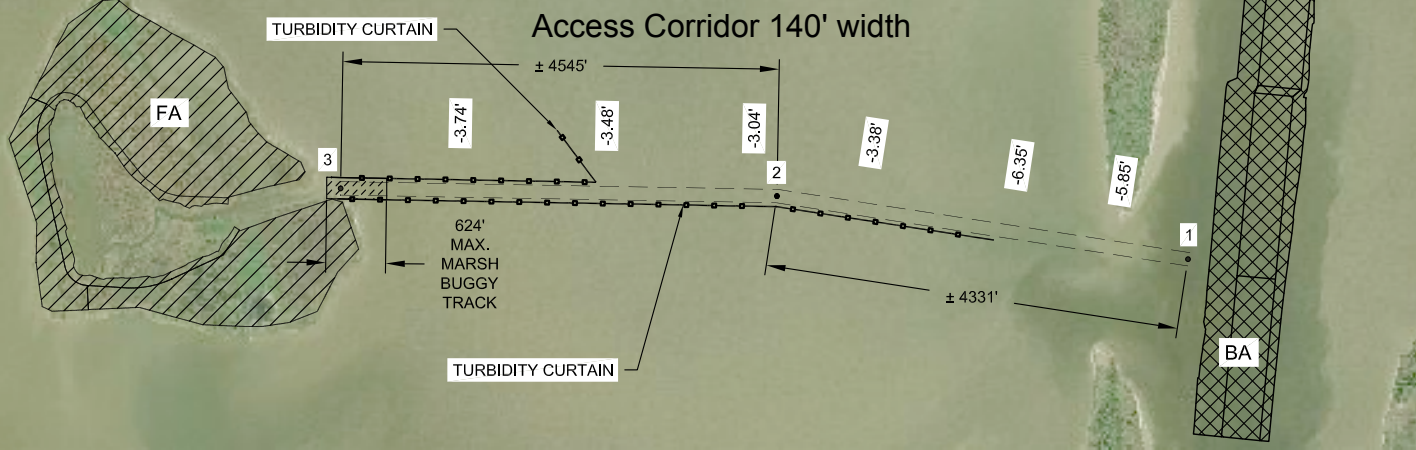 Access Corridor 140' width
TURBIDITY CURTAIN
± 4545'
FA
-3.74'
-3.48'
-3.04'
-3.38'
-6.35'
-5.85'
3
2
1
624'
MAX.
MARSH
BUGGY
TRACK
± 4331'
TURBIDITY CURTAIN
BA